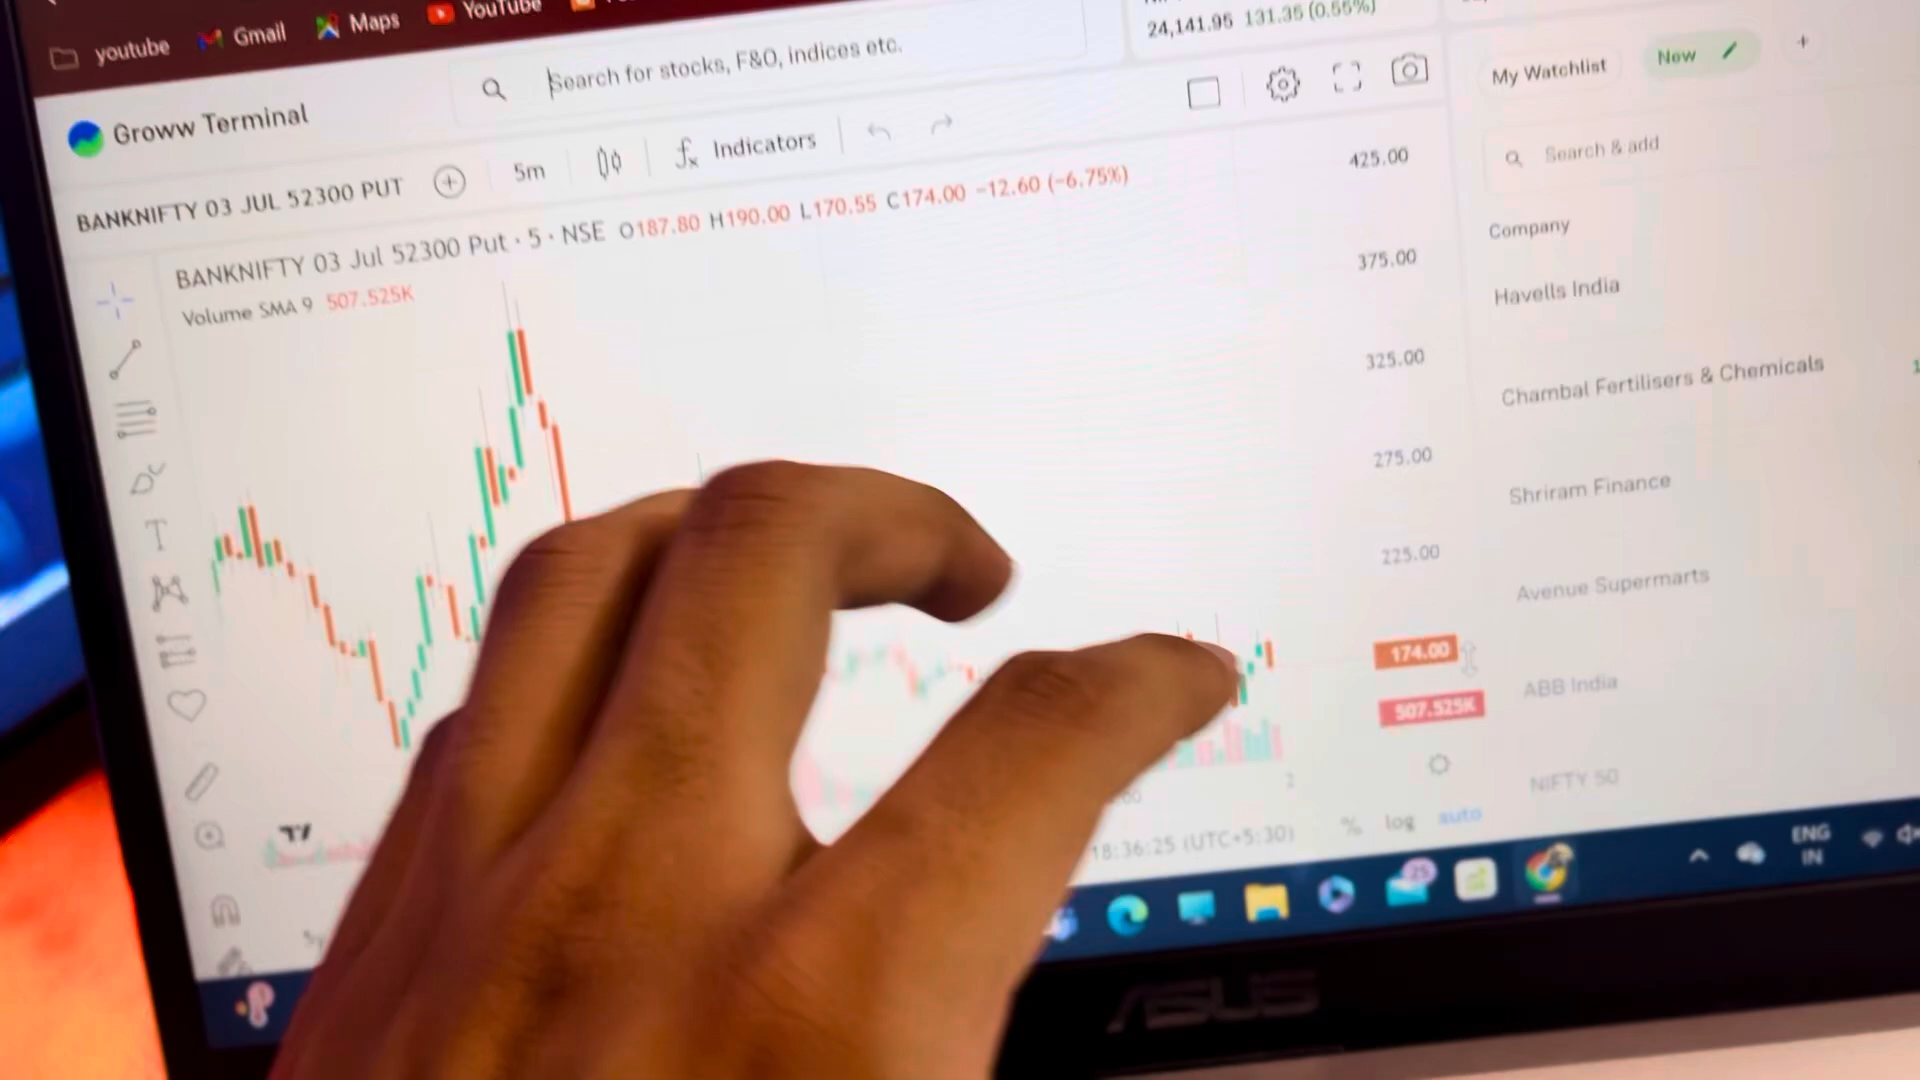 youtube
Gmail
Maps
YouTube
Groww Terminal
Search for stocks, F&O, indices etc.
24,141.95 131.35 (0.55%)
BANKNIFTY 03 JUL 52300 PUT
5m
Indicators
BANKNIFTY 03 Jul 52300 Put · 5 · NSE O187.80 H190.00 L170.55 C174.00 −12.60 (−6.75%)
Volume SMA 9 507.525K
425.00
375.00
325.00
275.00
225.00
174.00
507.525K
2
18:36:25 (UTC+5:30)
% log auto
My Watchlist
New
+
Search & add
Company
Havells India
Chambal Fertilisers & Chemicals
Shriram Finance
Avenue Supermarts
ABB India
NIFTY 50
25
ENG
IN
ASUS